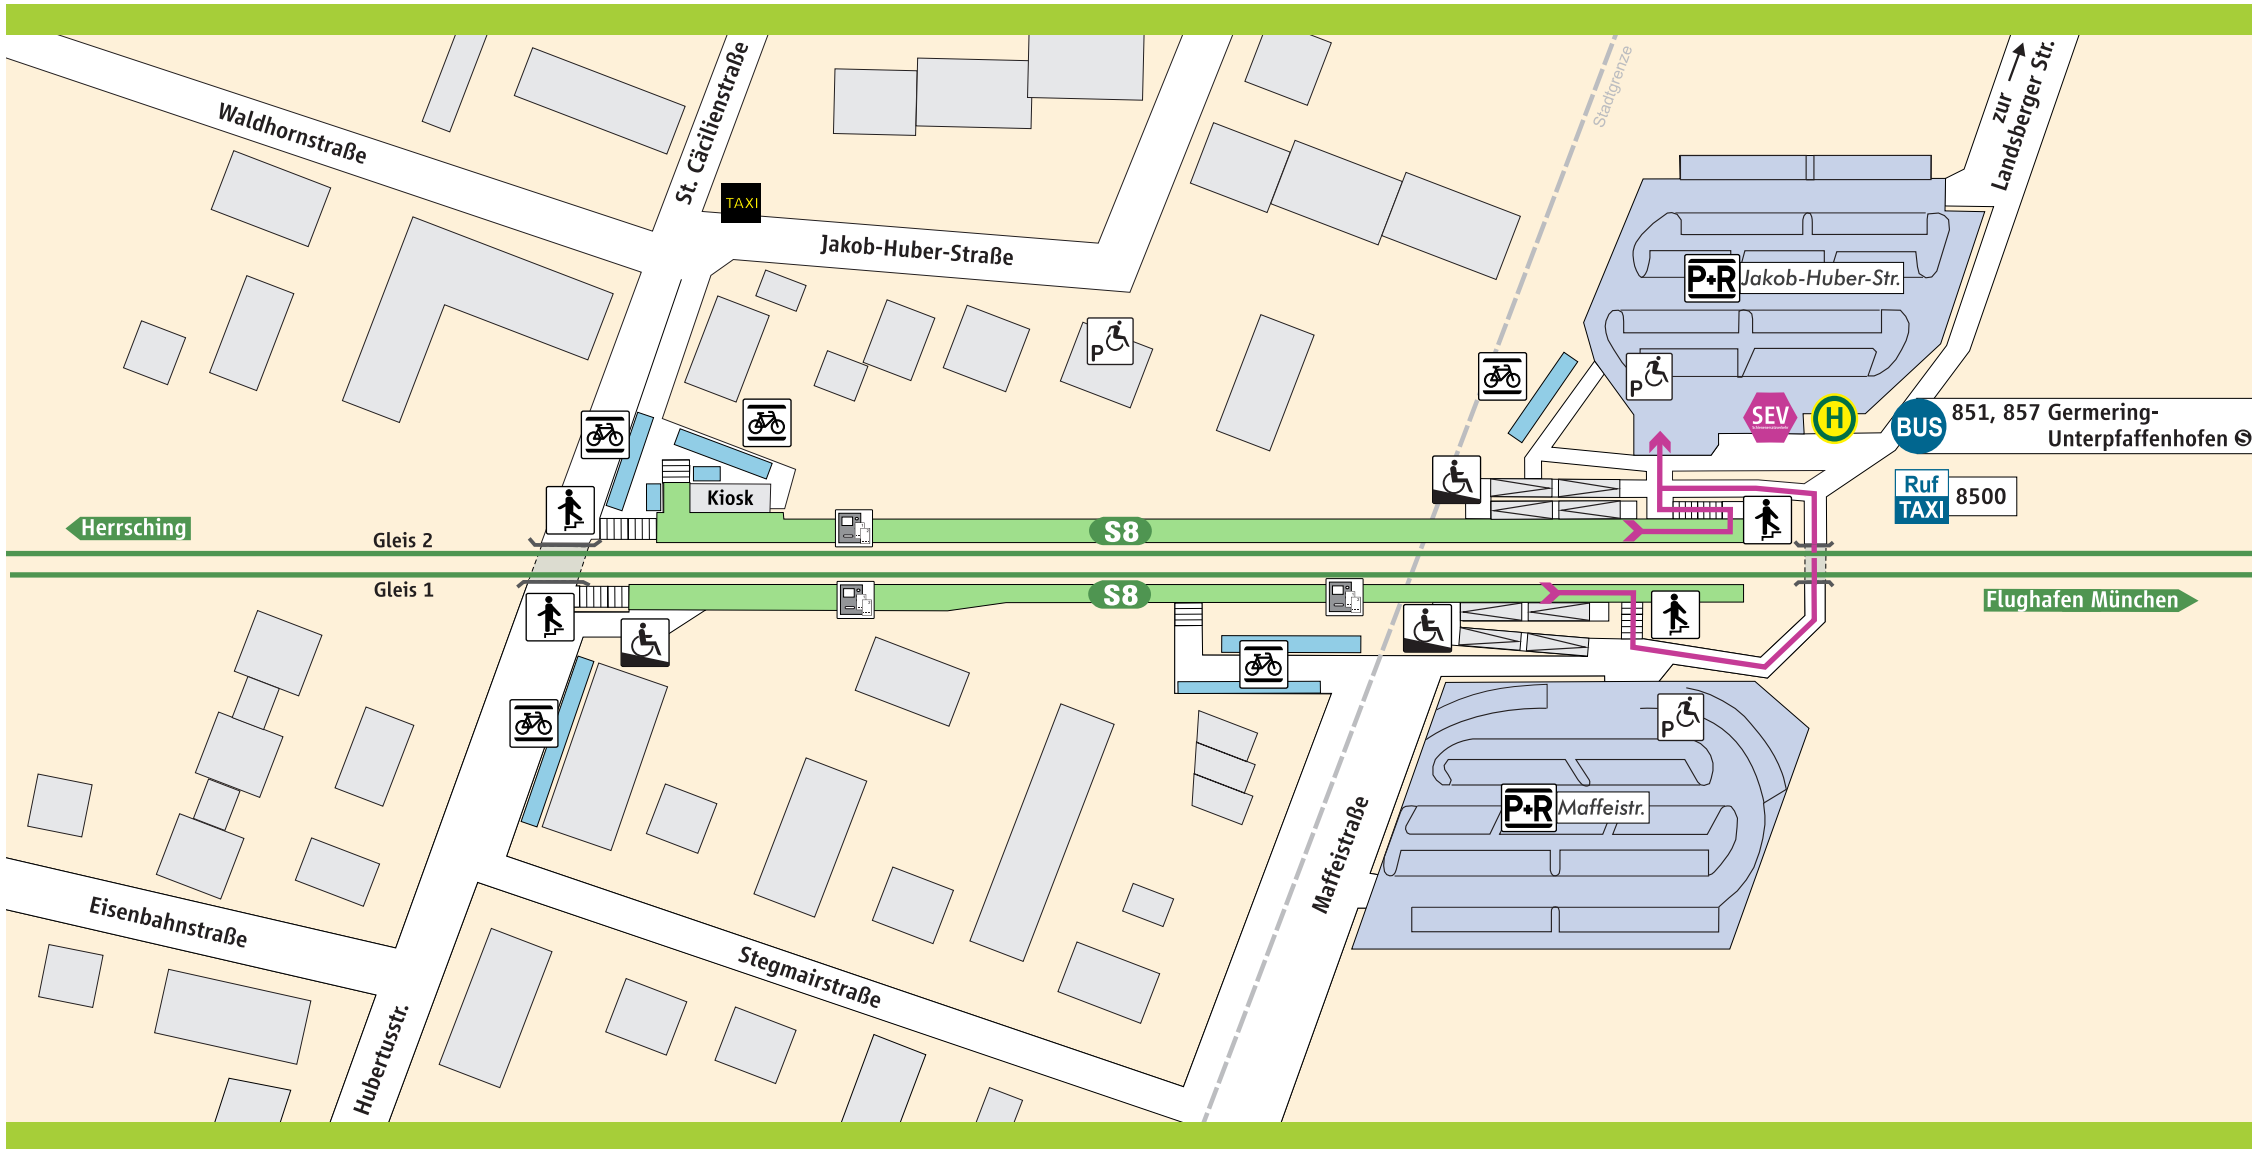 Stadtgrenze
zur
Landsberger Str.
St. Cäcilienstraße
Waldhornstraße
TAXI
Jakob-Huber-Straße
P+R Jakob-Huber-Str.
P
P
SEV
H
BUS
851, 857 Germering-
Unterpfaffenhofen S
Ruf
TAXI
8500
Kiosk
Herrsching
Gleis 2
S8
Gleis 1
S8
Flughafen München
P
P+R Maffeistr.
Maffeistraße
Eisenbahnstraße
Stegmairstraße
Hubertusstr.